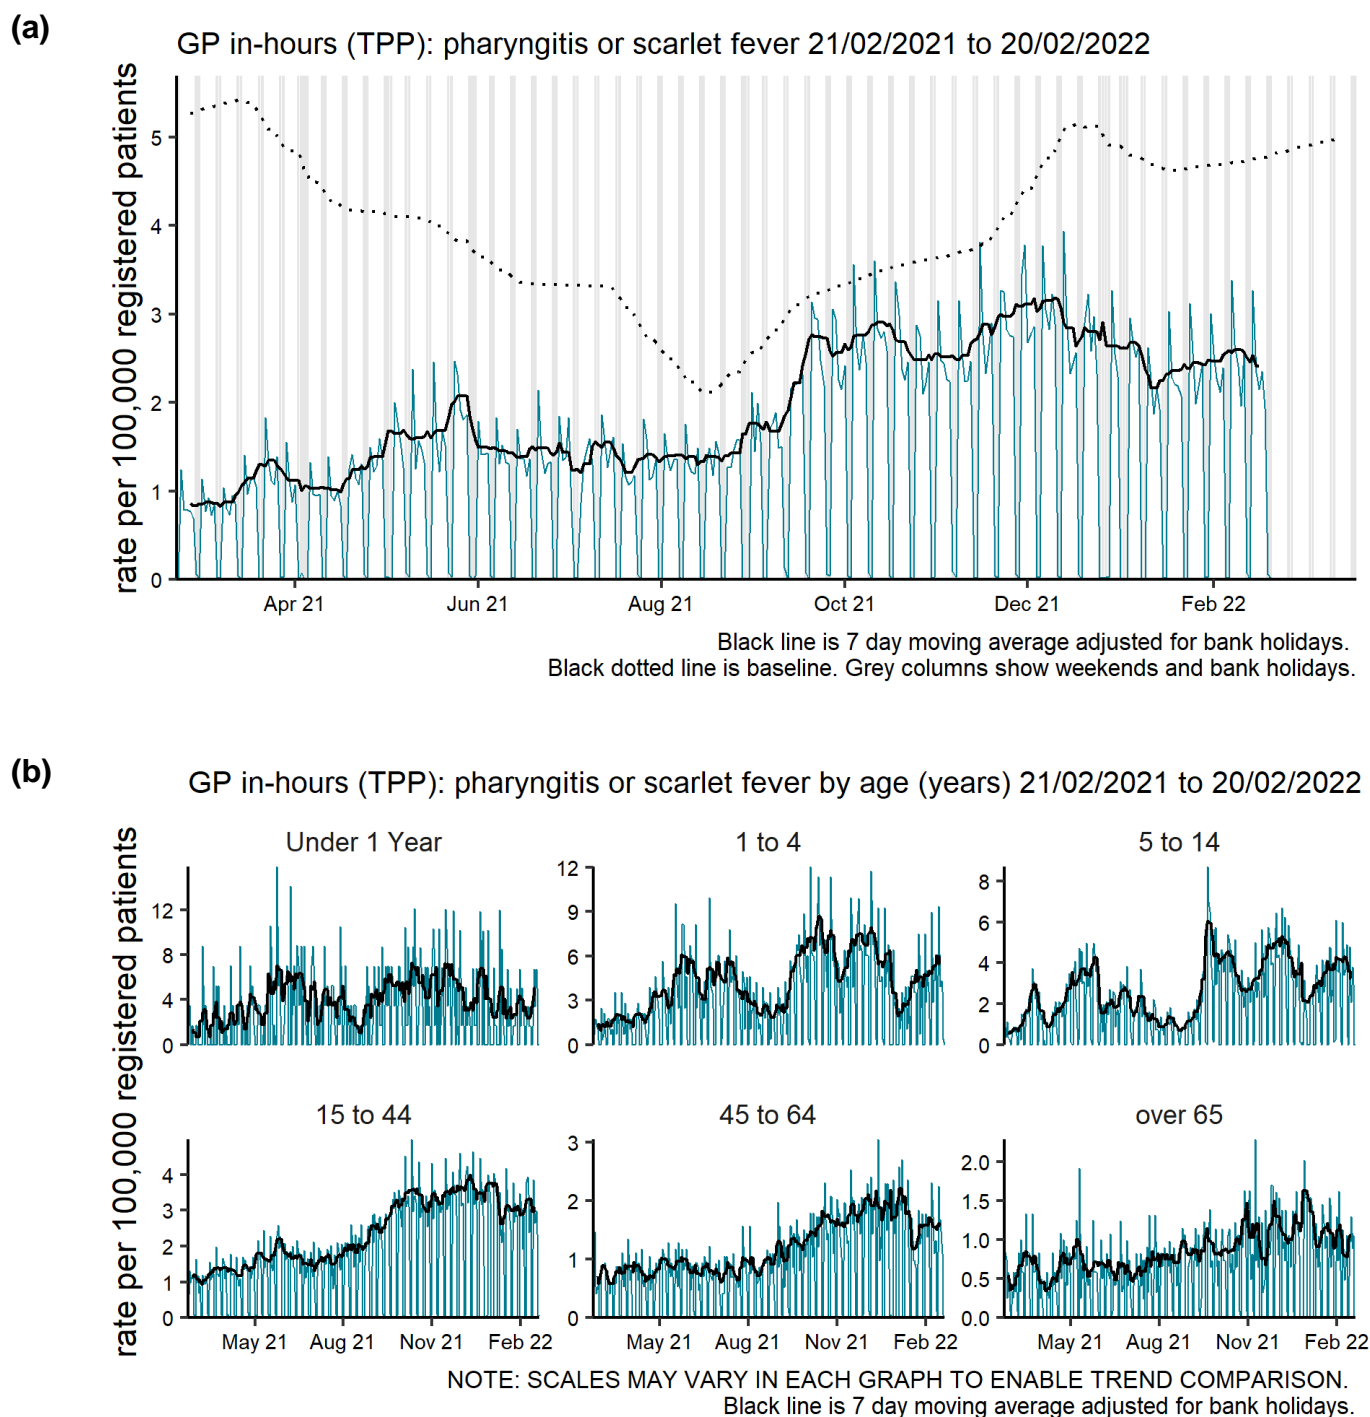 (a)
GP in-hours (TPP): pharyngitis or scarlet fever 21/02/2021 to 20/02/2022
rate per 100,000 registered patients
5
4
3
2
1
0
Apr 21 Jun 21 Aug 21 Oct 21 Dec 21 Feb 22
Black line is 7 day moving average adjusted for bank holidays.
Black dotted line is baseline. Grey columns show weekends and bank holidays.
(b)
GP in-hours (TPP): pharyngitis or scarlet fever by age (years) 21/02/2021 to 20/02/2022
rate per 100,000 registered patients
Under 1 Year
12
8
4
0
1 to 4
12
9
6
3
0
5 to 14
8
6
4
2
0
15 to 44
4
3
2
1
0
May 21 Aug 21 Nov 21 Feb 22
45 to 64
3
2
1
0
May 21 Aug 21 Nov 21 Feb 22
over 65
2.0
1.5
1.0
0.5
0.0
May 21 Aug 21 Nov 21 Feb 22
NOTE: SCALES MAY VARY IN EACH GRAPH TO ENABLE TREND COMPARISON.
Black line is 7 day moving average adjusted for bank holidays.